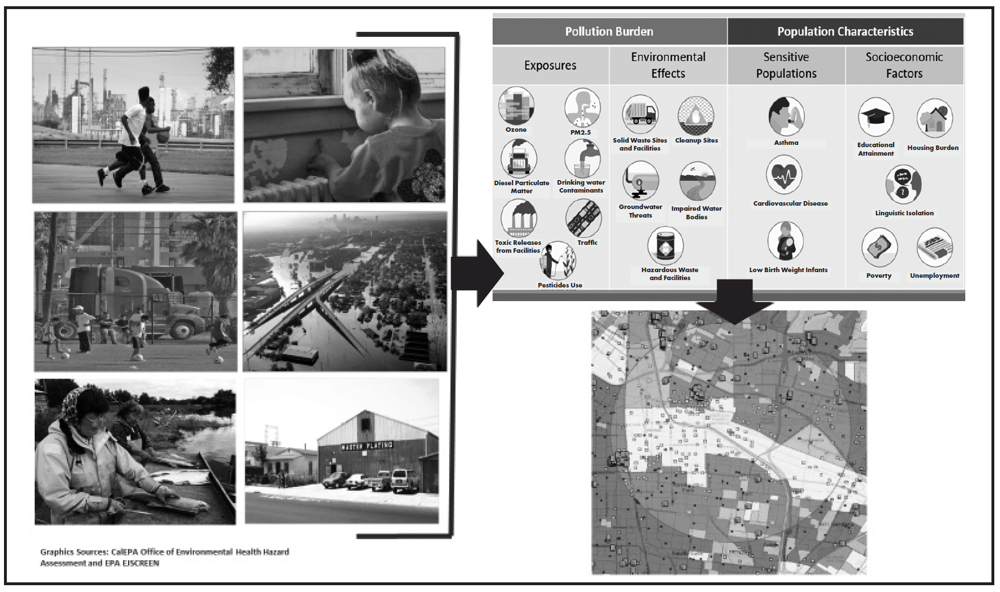 Pollution Burden
Population Characteristics
Exposures
Environmental
Effects
Sensitive
Populations
Socioeconomic
Factors
Ozone
PM2.5
Diesel Particulate
Matter
Drinking water
Contaminants
Toxic Releases
from Facilities
Traffic
Pesticides Use
Solid Waste Sites
and Facilities
Cleanup Sites
Groundwater
Threats
Impaired Water
Bodies
Hazardous Waste
and Facilities
Asthma
Cardiovascular Disease
Low Birth Weight Infants
Educational
Attainment
Housing Burden
?
Linguistic Isolation
$
Poverty
JOBS
Unemployment
MASTER PLATING
Graphics Sources: CalEPA Office of Environmental Health Hazard
Assessment and EPA EJSCREEN